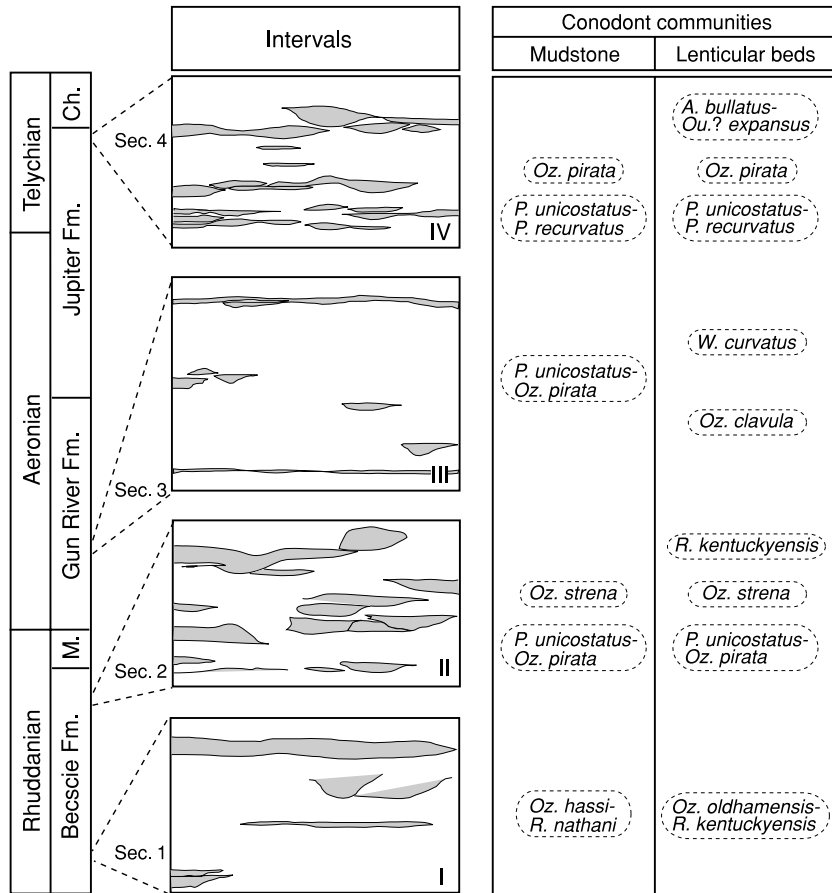 Intervals
Conodont communities
Mudstone
Lenticular beds
Telychian
Aeronian
Rhuddanian
Ch.
Jupiter Fm.
Gun River Fm.
M.
Becscie Fm.
Sec. 4
IV
A. bullatus-
Ou.? expansus
Oz. pirata
Oz. pirata
P. unicostatus-
P. recurvatus
P. unicostatus-
P. recurvatus
Sec. 3
III
W. curvatus
P. unicostatus-
Oz. pirata
Oz. clavula
Sec. 2
II
R. kentuckyensis
Oz. strena
Oz. strena
P. unicostatus-
Oz. pirata
P. unicostatus-
Oz. pirata
Sec. 1
I
Oz. hassi-
R. nathani
Oz. oldhamensis-
R. kentuckyensis